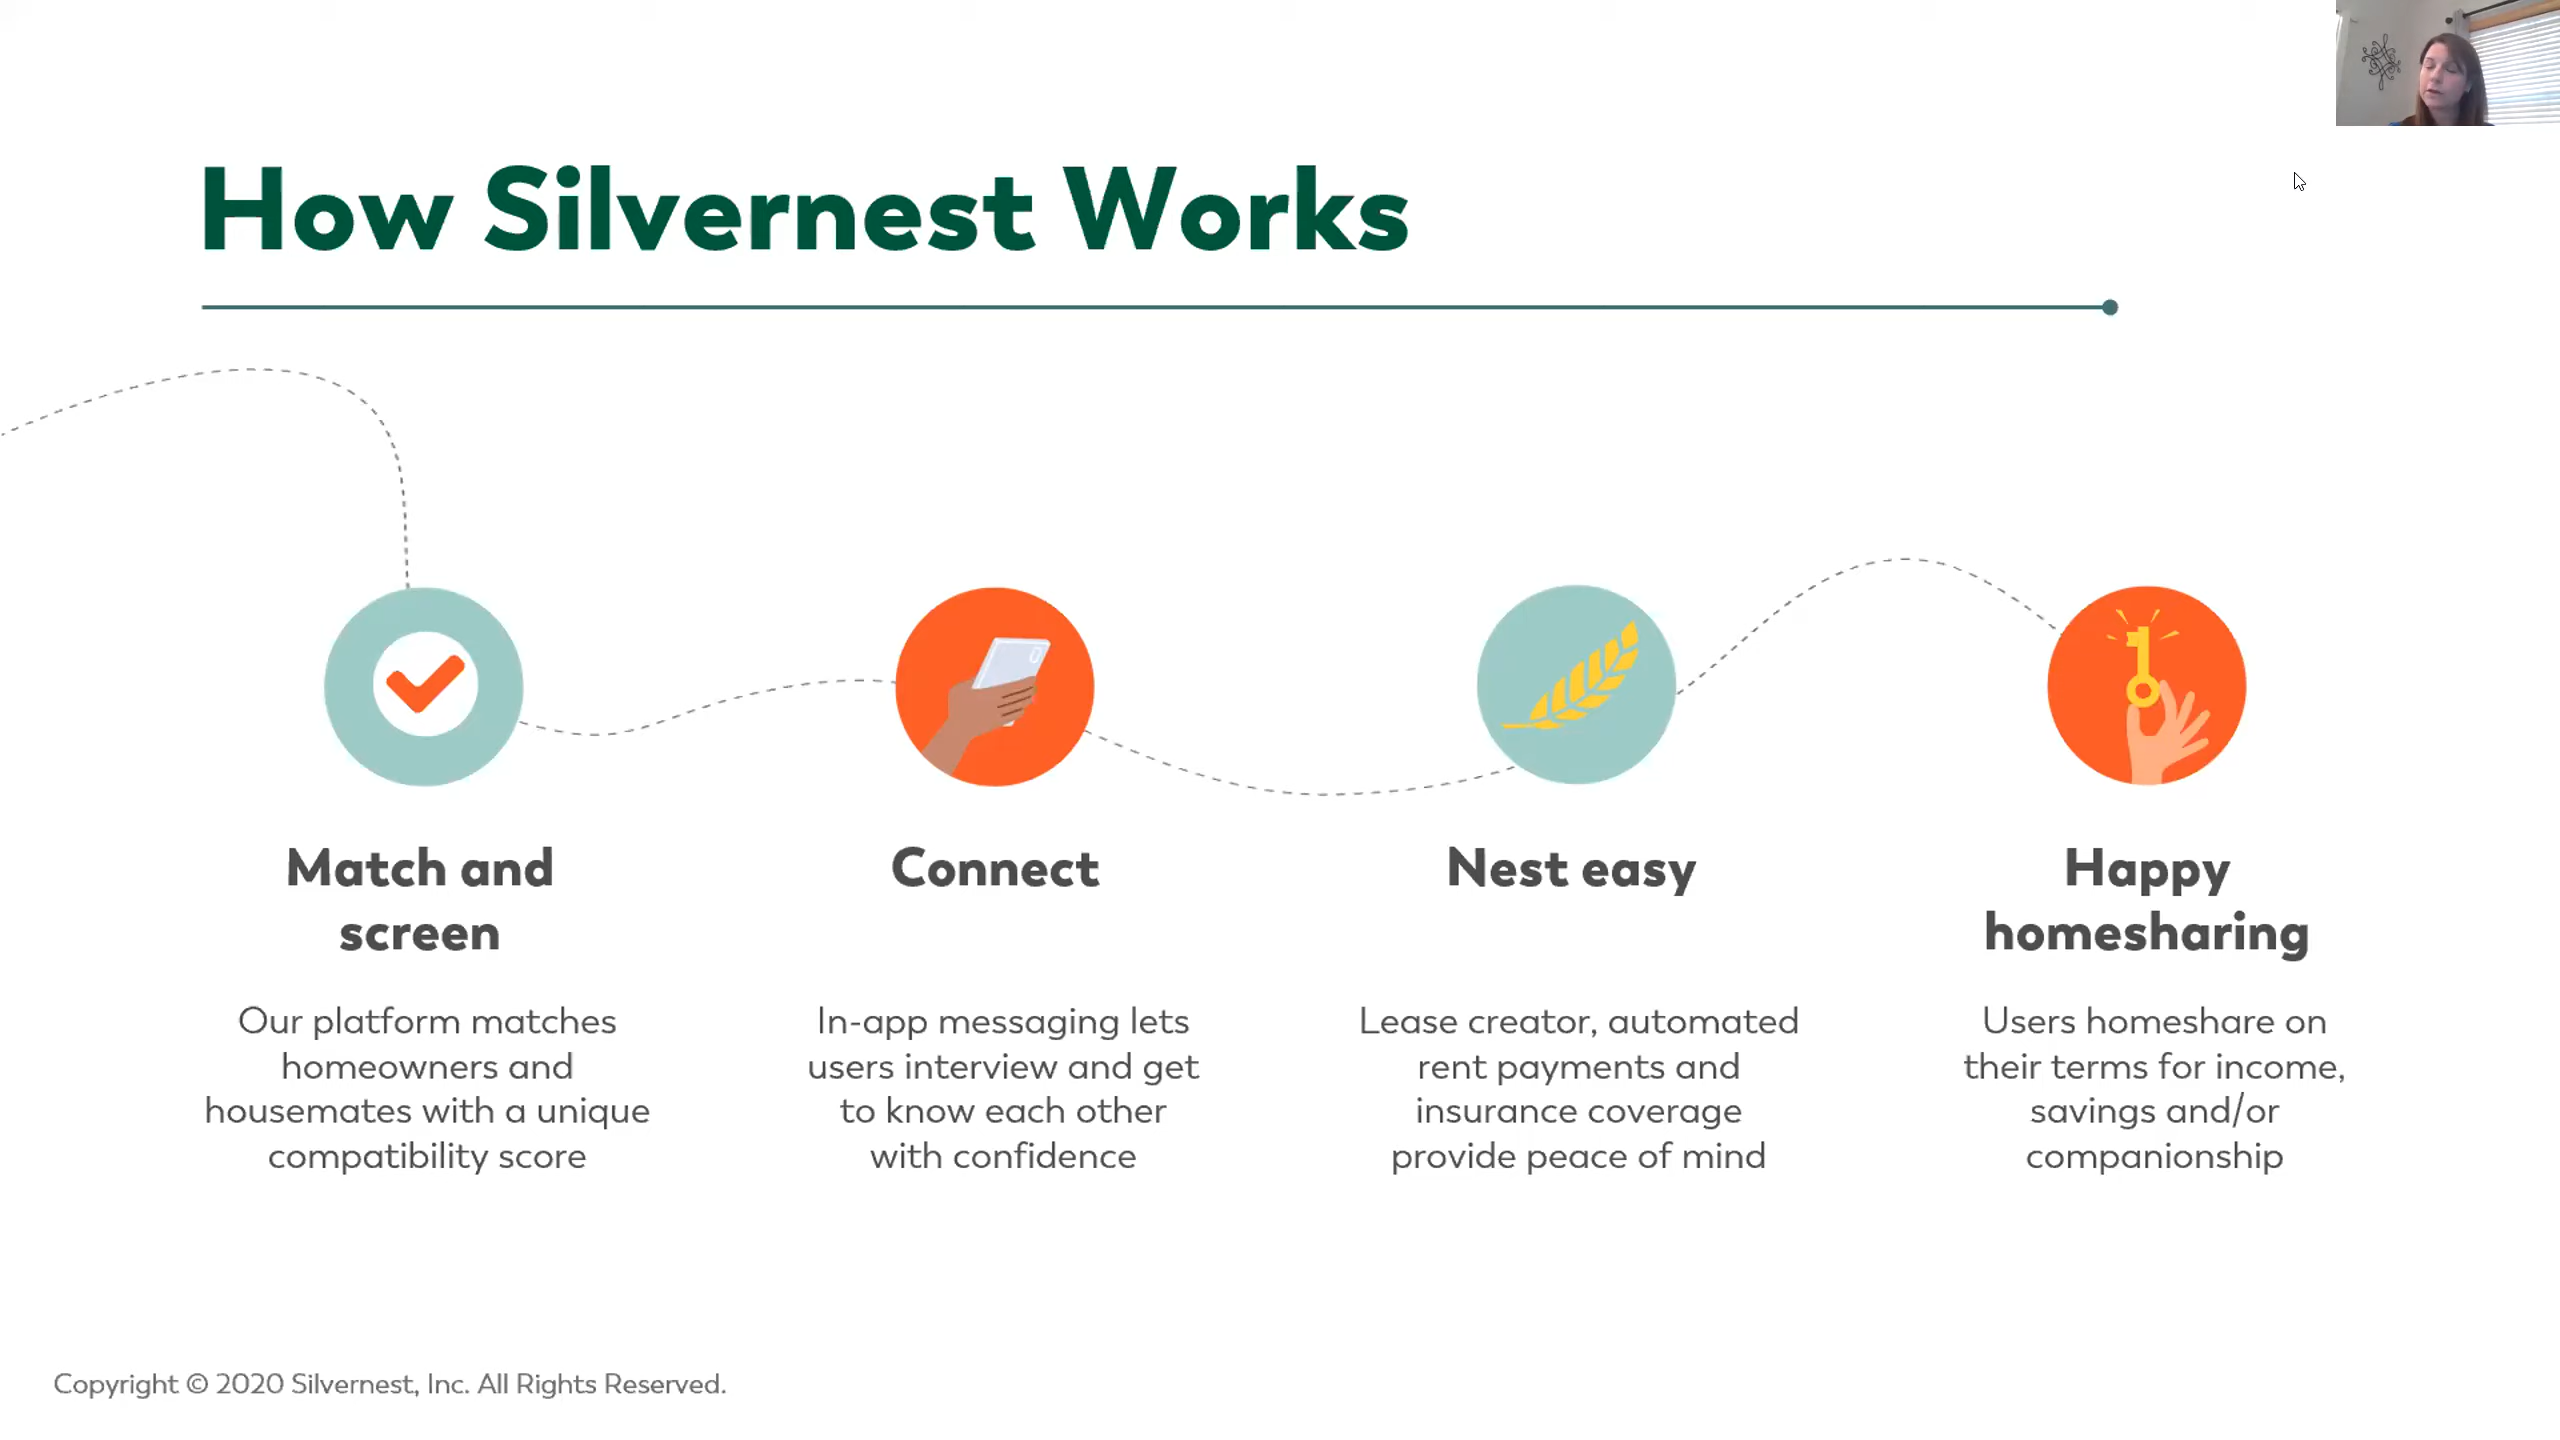 How Silvernest Works
Match and
screen
Our platform matches
homeowners and
housemates with a unique
compatibility score
Connect
In-app messaging lets
users interview and get
to know each other
with confidence
Nest easy
Lease creator, automated
rent payments and
insurance coverage
provide peace of mind
Happy
homesharing
Users homeshare on
their terms for income,
savings and/or
companionship
Copyright © 2020 Silvernest, Inc. All Rights Reserved.